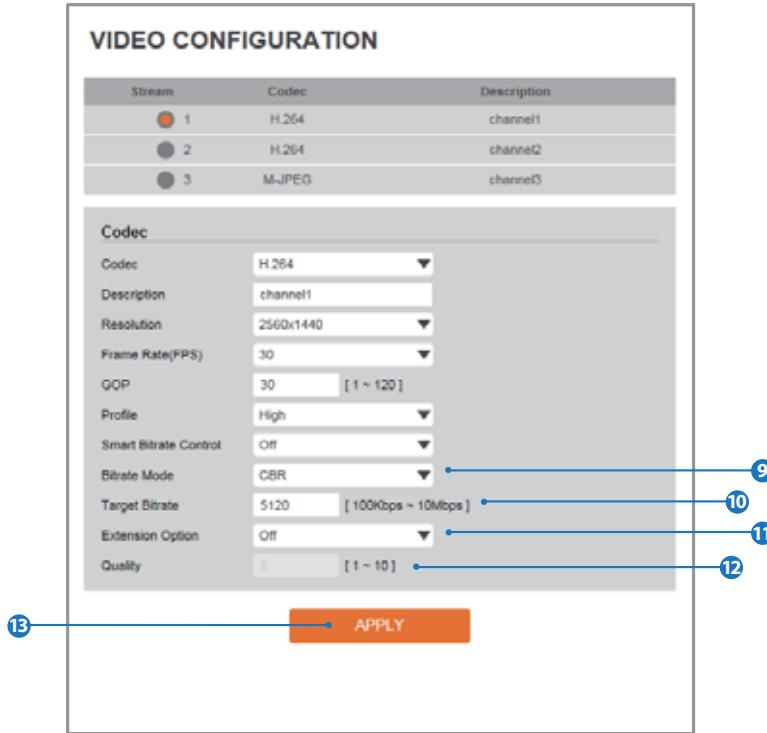 VIDEO CONFIGURATION
Stream Codec Description
1 H.264 channel1
2 H.264 channel2
3 M-JPEG channel3
Codec
Codec H.264
Description channel1
Resolution 2560x1440
Frame Rate(FPS) 30
GOP 30 [ 1 ~ 120 ]
Profile High
Smart Bitrate Control Off
Bitrate Mode CBR 9
Target Bitrate 5120 [ 100Kbps ~ 10Mbps ] 10
Extension Option Off 11
Quality 5 [ 1 ~ 10 ] 12
13 APPLY